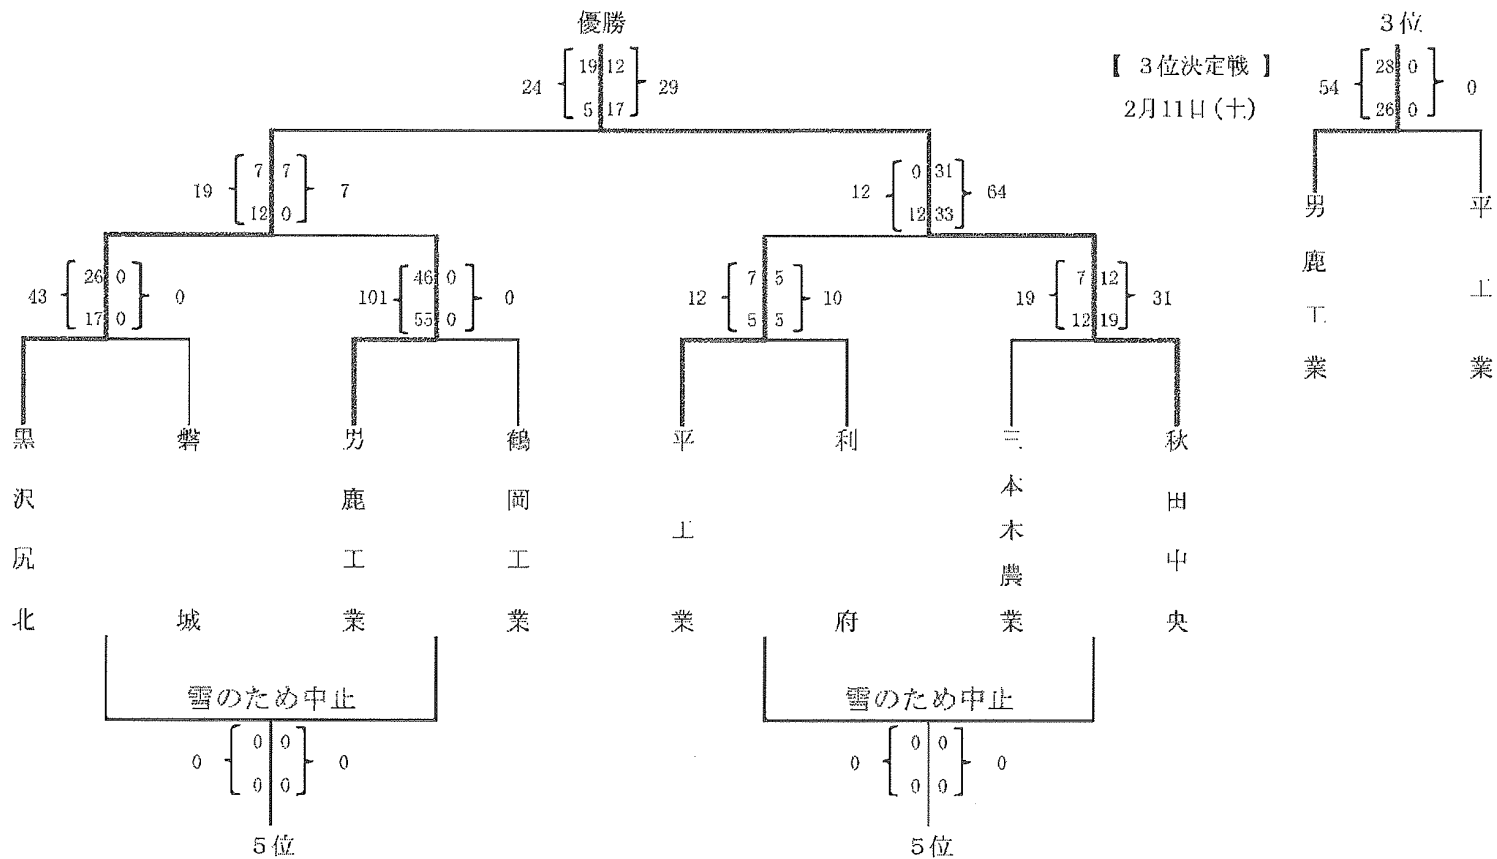 優勝
3位
24 19 12 29
5 17
【 3位決定戦 】
2月11日(土)
54 28 0 0
26 0
男鹿工業
平工業
19 7 7 7
12 0
12 0 31 64
12 33
43 26 0 0
17 0
101 46 0 0
55 0
12 7 5 10
5 5
19 7 12 31
12 19
黒沢尻北
磐城
男鹿工業
鶴岡工業
平工業
利府
三本木農業
秋田中央
雪のため中止
雪のため中止
0 0 0 0
0 0
0 0 0 0
0 0
5位
5位